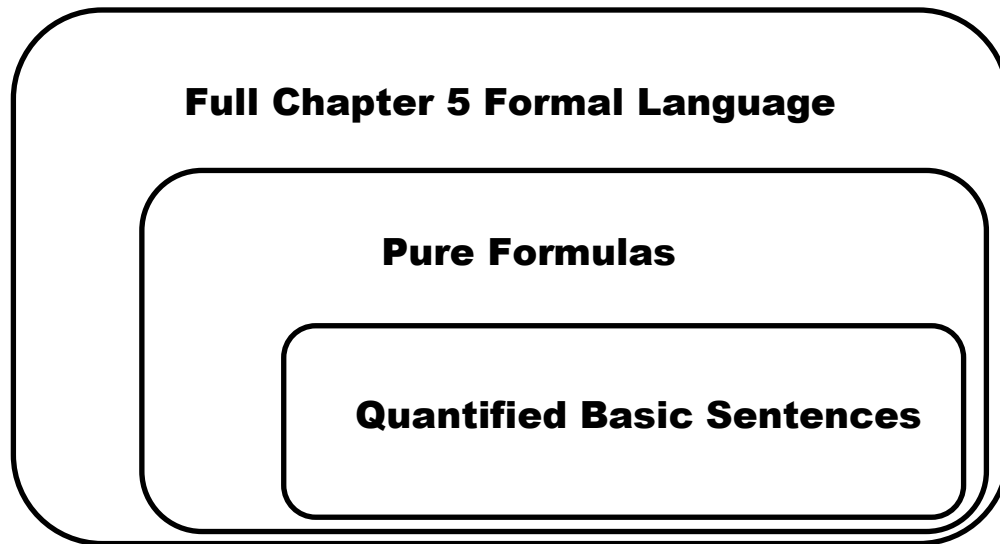 Full Chapter 5 Formal Language
Pure Formulas
Quantified Basic Sentences